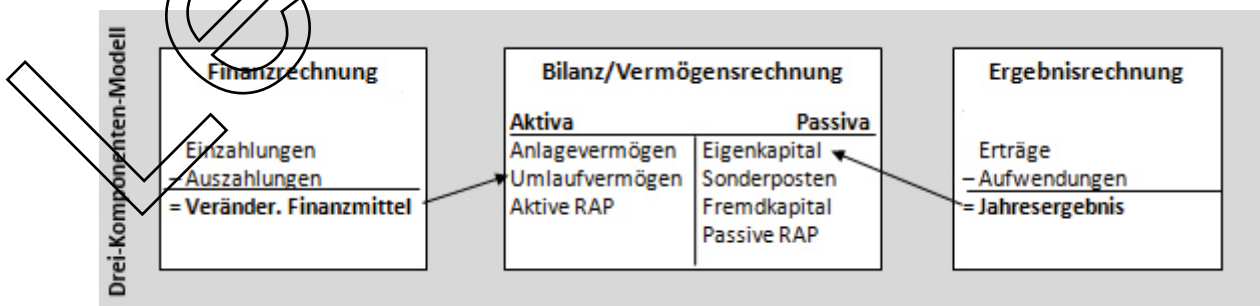 Drei-Komponenten-Modell
Finanzrechnung
Einzahlungen
– Auszahlungen
= Veränder. Finanzmittel
Bilanz/Vermögensrechnung
Aktiva Passiva
Anlagevermögen Eigenkapital
Umlaufvermögen Sonderposten
Aktive RAP Fremdkapital
Passive RAP
Ergebnisrechnung
Erträge
– Aufwendungen
= Jahresergebnis